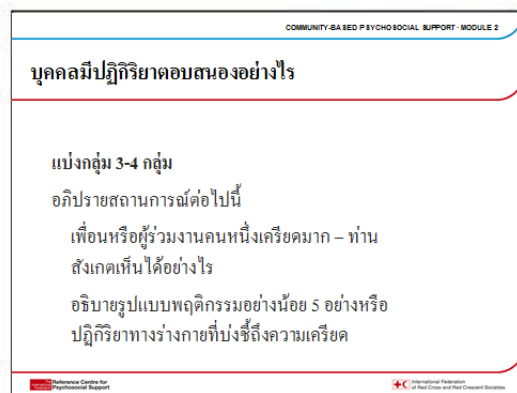 COMMUNITY-BASED PSYCHOSOCIAL SUPPORT - MODULE 2
บุคคลมีปฏิกิริยาตอบสนองอย่างไร
แบ่งกลุ่ม 3-4 กลุ่ม
อภิปรายสถานการณ์ต่อไปนี้
เพื่อนหรือผู้ร่วมงานคนหนึ่งเครียดมาก – ท่าน
สังเกตเห็นได้อย่างไร
อธิบายรูปแบบพฤติกรรมอย่างน้อย 5 อย่างหรือ
ปฏิกิริยาทางร่างกายที่บ่งชี้ถึงความเครียด
Reference Centre for
Psychosocial Support
International Federation
of Red Cross and Red Crescent Societies